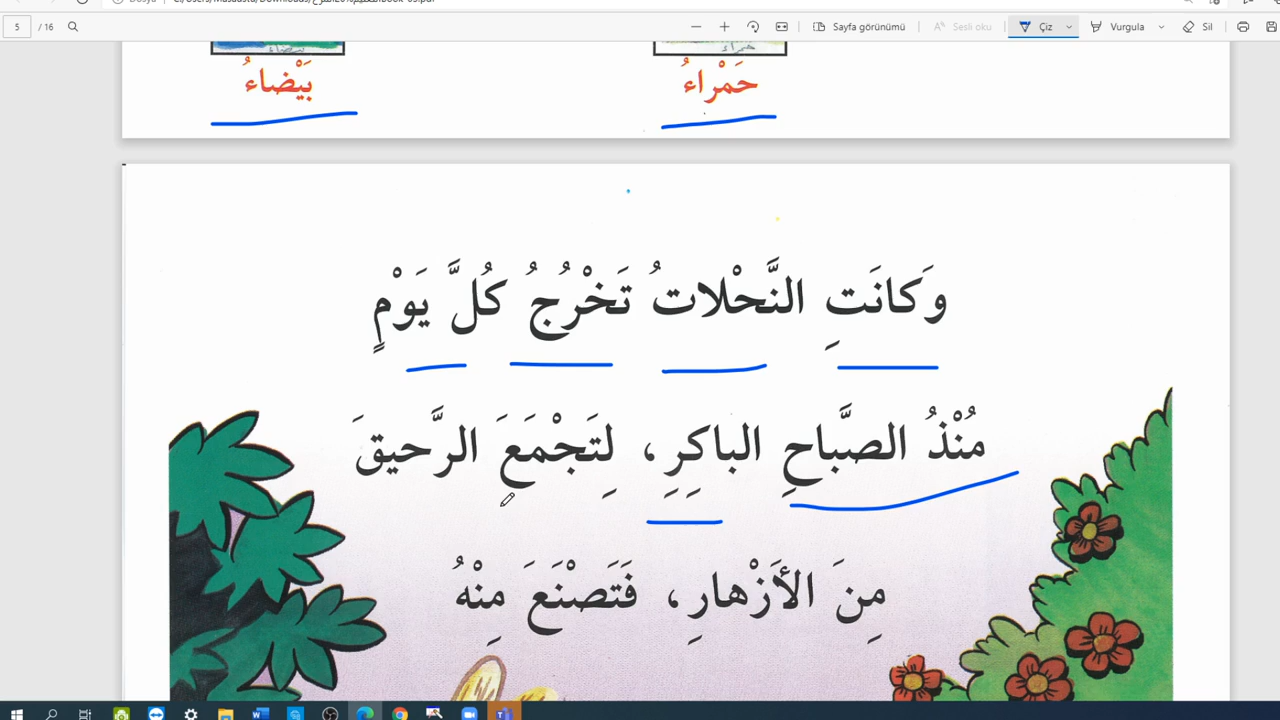 5 / 16
Sayfa görünümü
Sesli oku
Çiz
Vurgula
Sil
حَمْراءُ
بَيْضاءُ
وَكانَتِ النَّحْلاتُ تَخْرُجُ كُلَّ يَوْمٍ
مُنْذُ الصَّباحِ الباكِرِ، لِتَجْمَعَ الرَّحيقَ
مِنَ الأَزْهارِ، فَتَصْنَعَ مِنْهُ